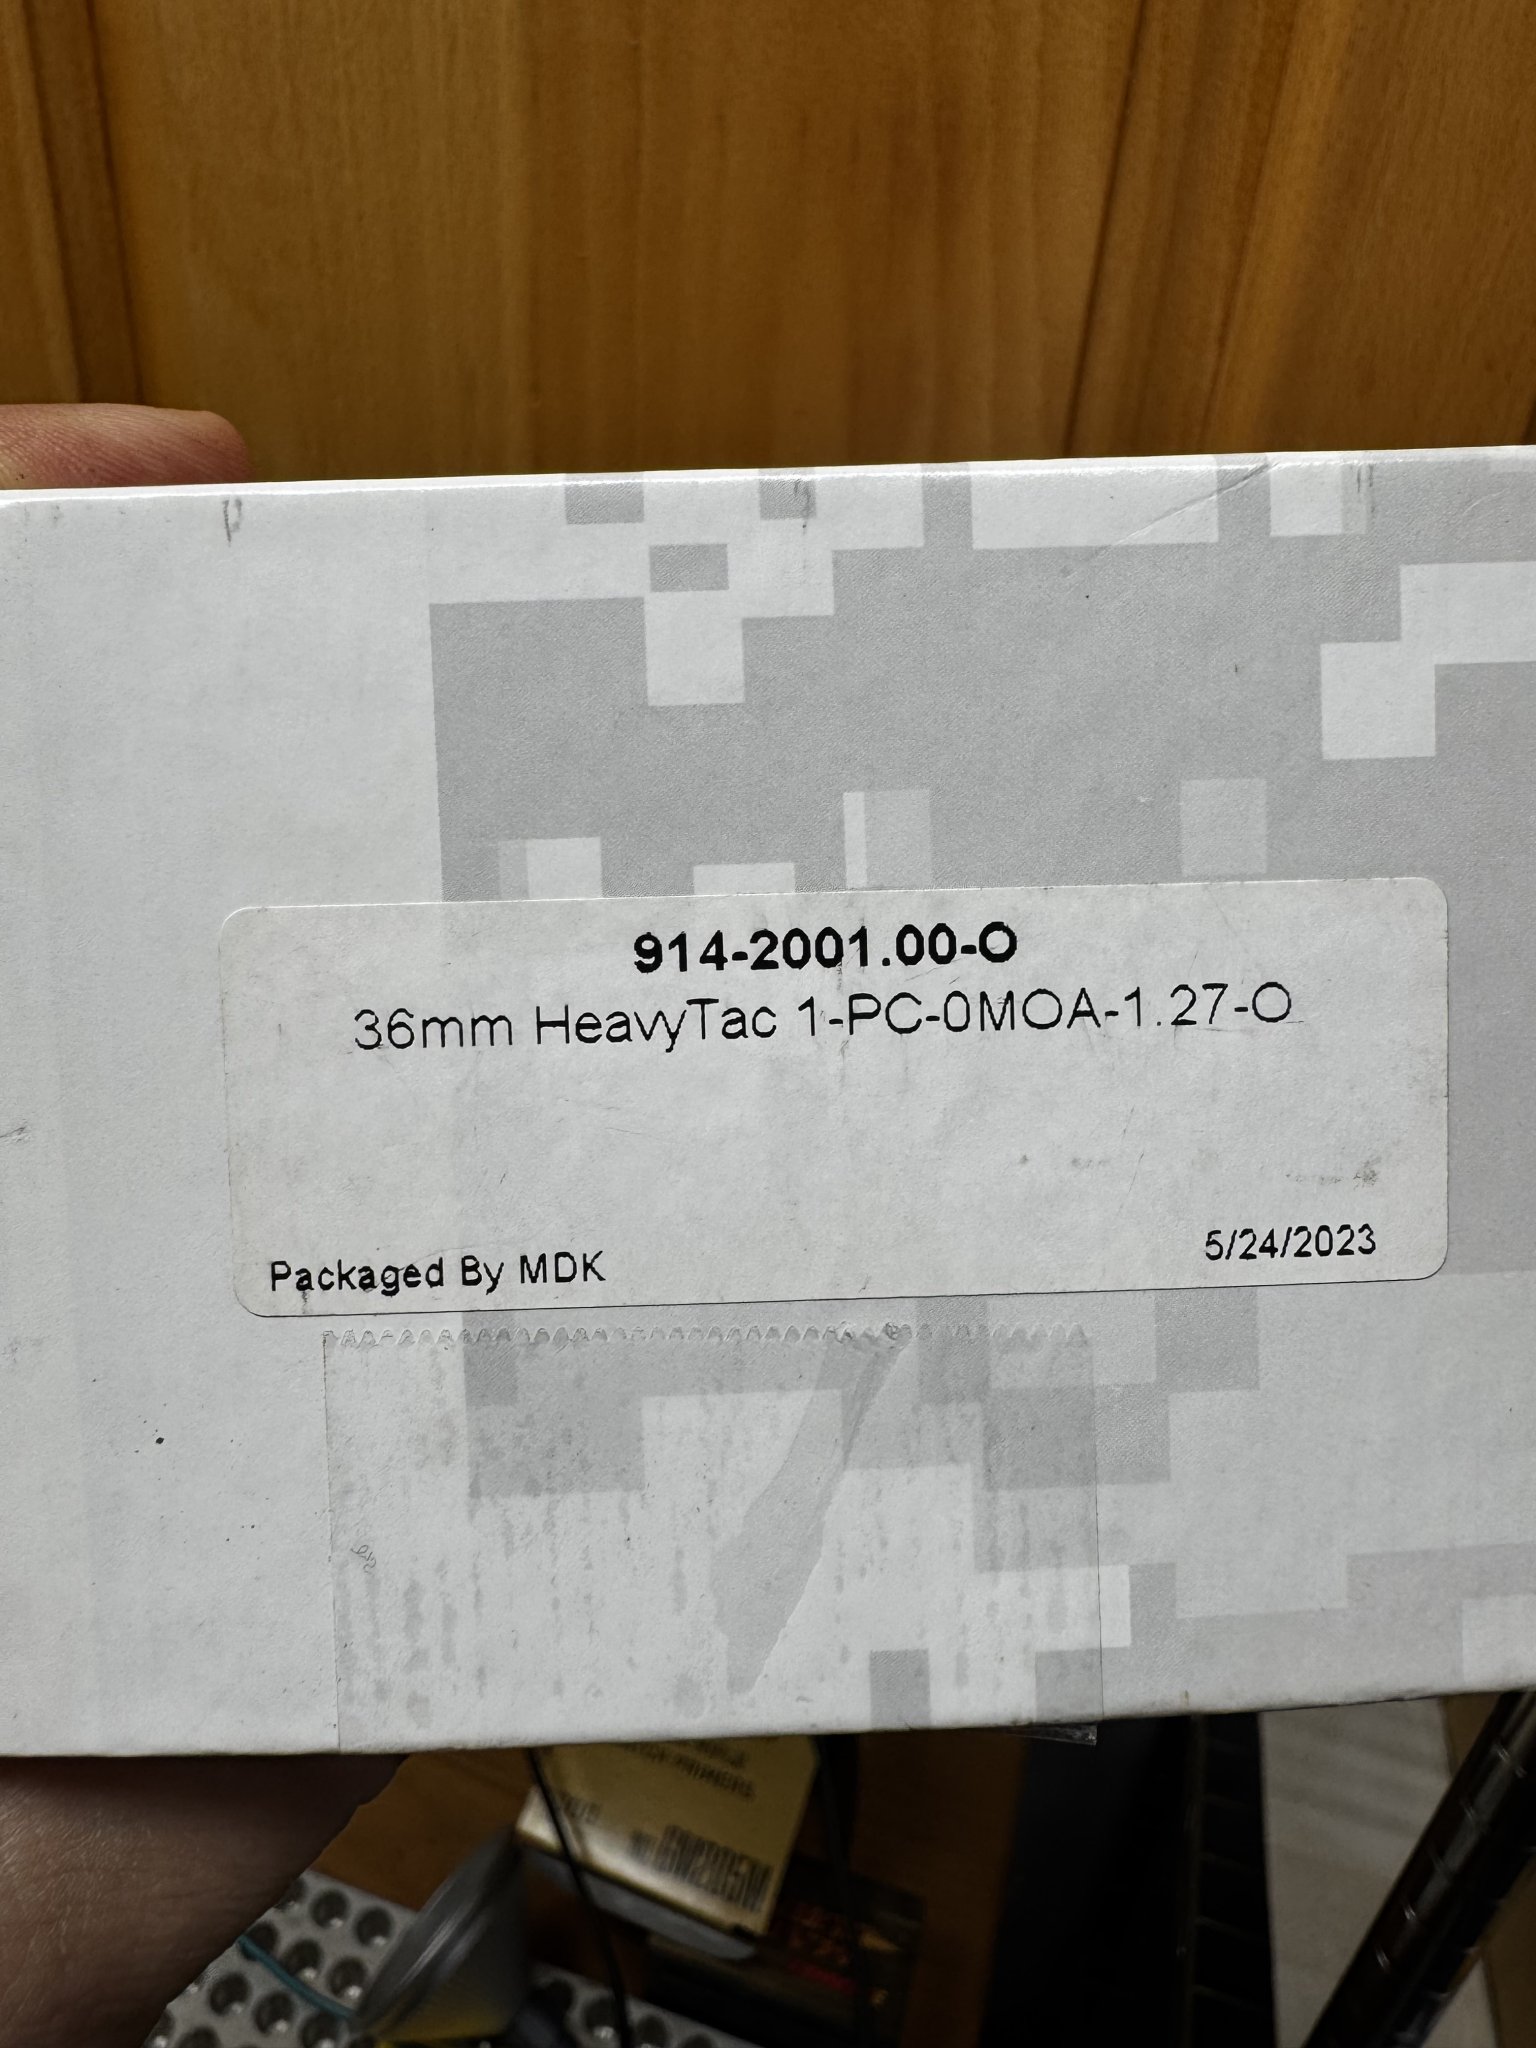 914-2001.00-O
36mm HeavyTac 1-PC-0MOA-1.27-O
Packaged By MDK
5/24/2023